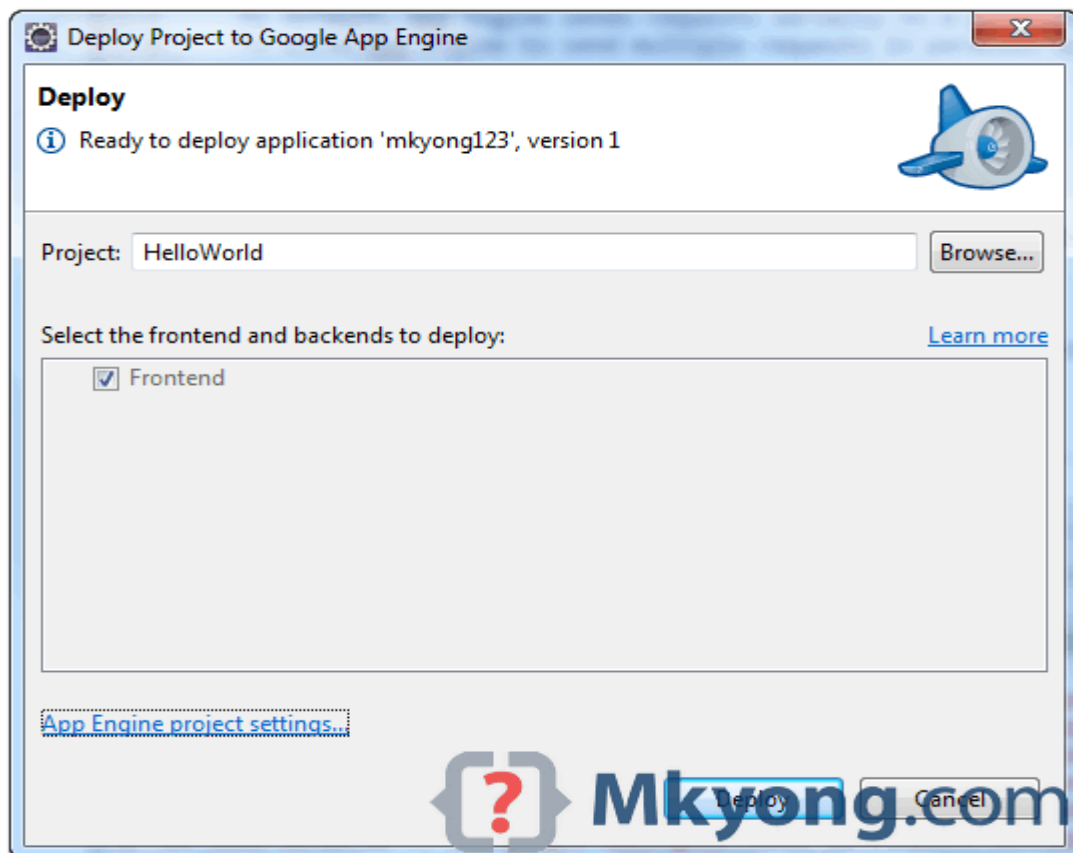 Deploy Project to Google App Engine
X
Deploy
Ready to deploy application 'mkyong123', version 1
Project: HelloWorld Browse...
Select the frontend and backends to deploy: Learn more
Frontend
App Engine project settings...
Deploy Cancel
? Mkyong.com